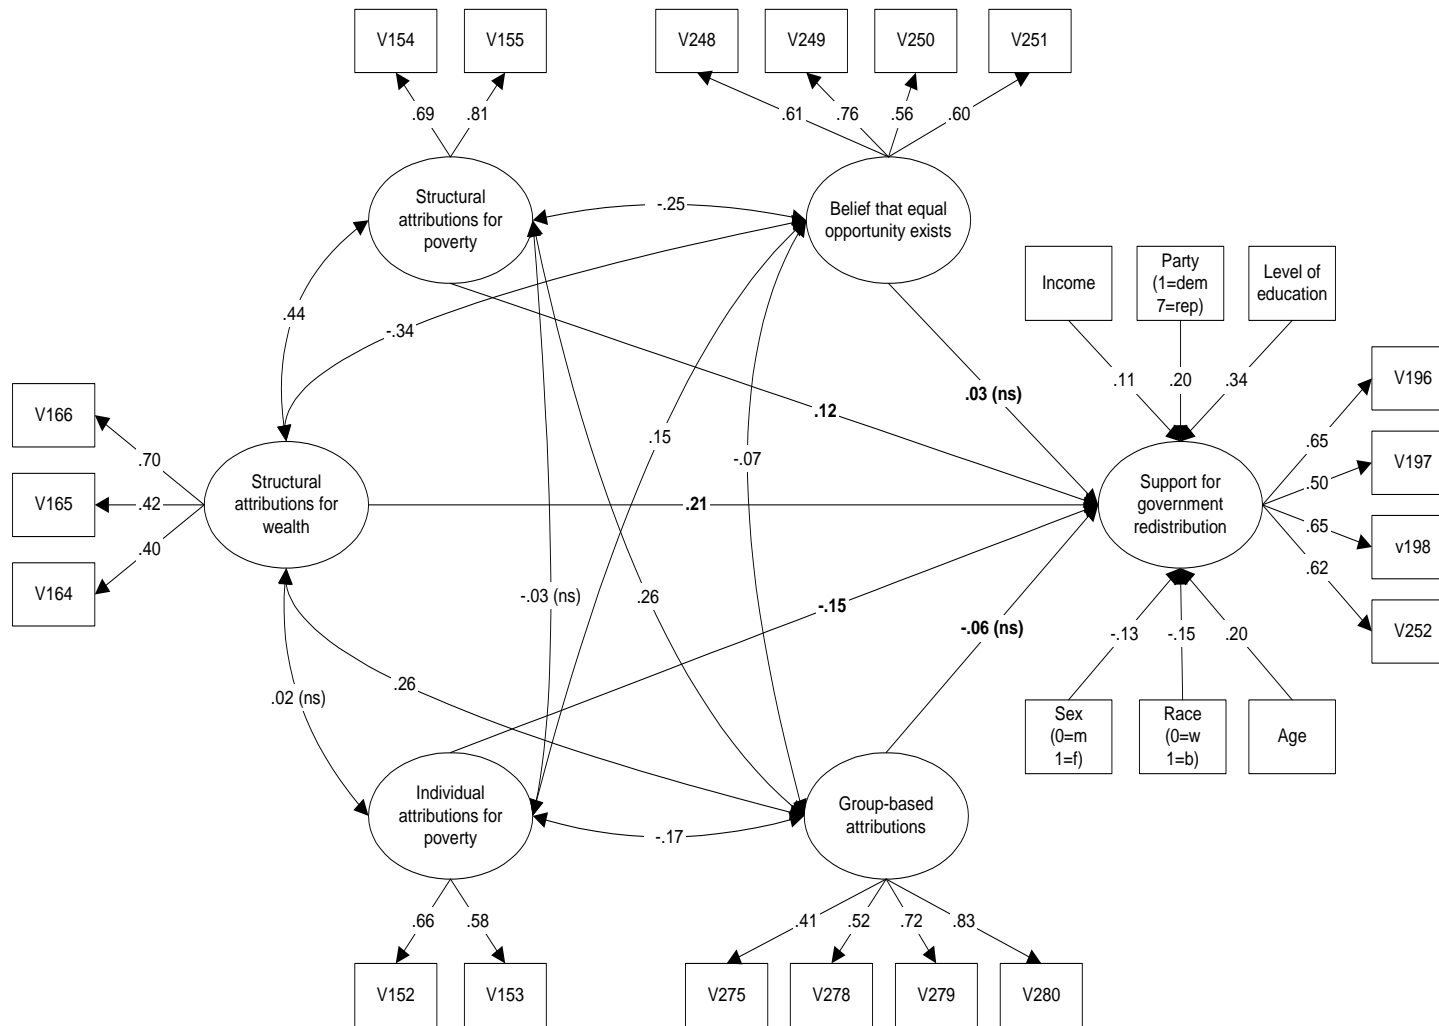 V154
V155
V248
V249
V250
V251
.69
.81
.61
.76
.56
.60
Structural
attributions for
poverty
-.25
Belief that equal
opportunity exists
Income
Party
(1=dem
7=rep)
Level of
education
.44
-.34
.11
.20
.34
V196
V166
.03 (ns)
.12
.65
V197
.15
-.07
.70
V165
.42
Structural
attributions for
wealth
.21
Support for
government
redistribution
.50
.65
v198
.40
V164
-.03 (ns)
.26
-.15
.62
-.06 (ns)
-.13
-.15
.20
V252
.02 (ns)
.26
Sex
(0=m
1=f)
Race
(0=w
1=b)
Age
Individual
attributions for
poverty
-.17
Group-based
attributions
.66
.58
.41
.52
.72
.83
V152
V153
V275
V278
V279
V280